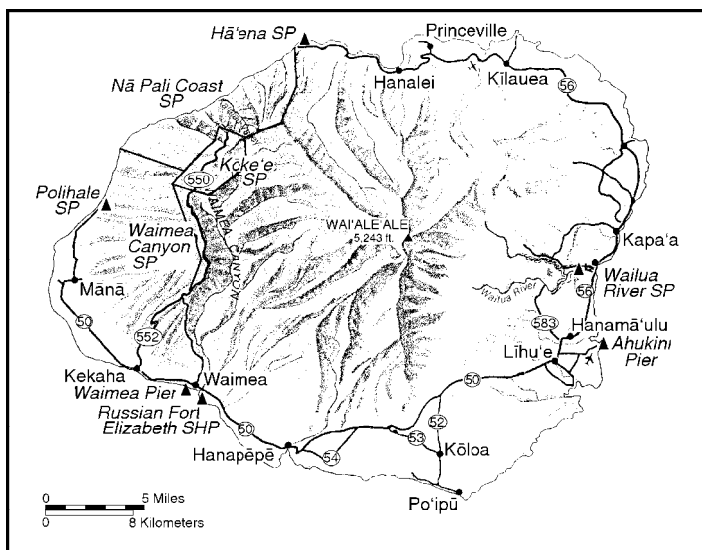 Hā'ena SP
Princeville
Hanalei
Kīlauea
Nā Pali Coast
SP
56
Kōke'e
SP
550
Polihale
SP
WAI'ALE ALE
5,243 ft.
Waimea
Canyon
SP
WAIMEA CANYON
Kapa'a
Wailua
River SP
Wailua River
56
Mānā
50
552
583
Hanamā'ulu
Ahukini
Pier
Līhu'e
Kekaha
Waimea
Waimea Pier
Russian Fort
Elizabeth SHP
50
50
52
53
54
Hanapēpē
Kōloa
Po'ipū
0 5 Miles
0 8 Kilometers